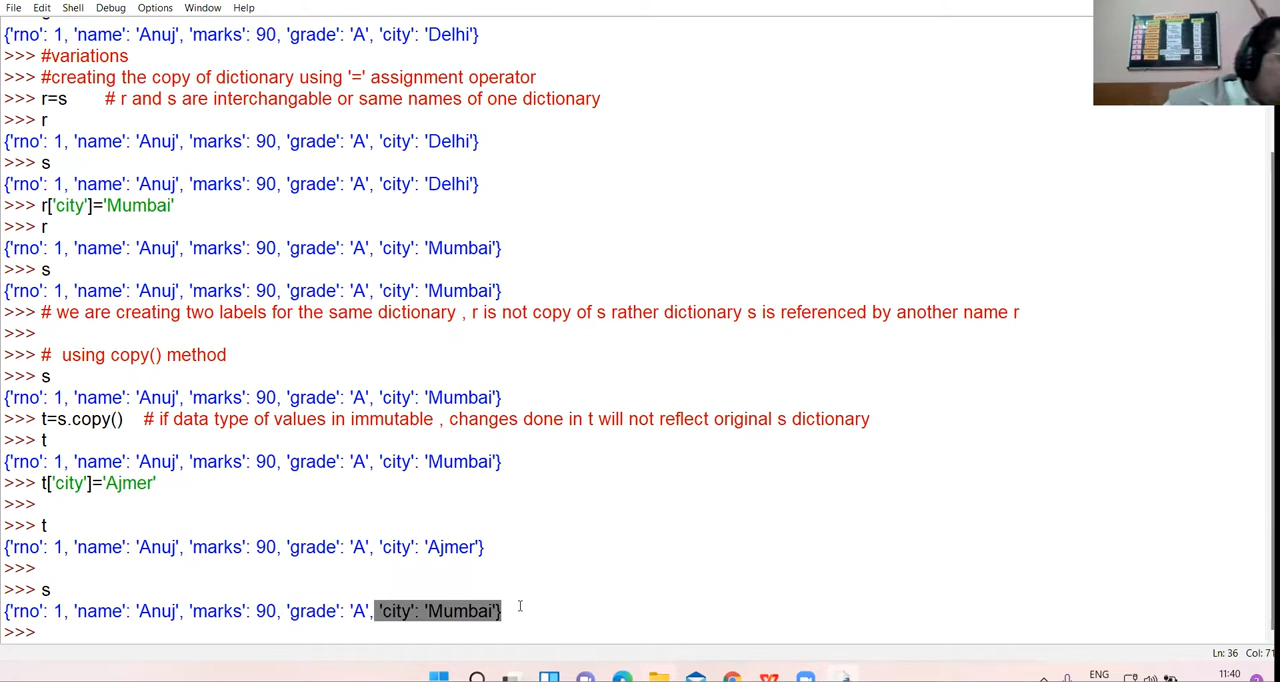 File Edit Shell Debug Options Window Help
{'rno': 1, 'name': 'Anuj', 'marks': 90, 'grade': 'A', 'city': 'Delhi'}
>>> #variations
>>> #creating the copy of dictionary using '=' assignment operator
>>> r=s # r and s are interchangable or same names of one dictionary
>>> r
{'rno': 1, 'name': 'Anuj', 'marks': 90, 'grade': 'A', 'city': 'Delhi'}
>>> s
{'rno': 1, 'name': 'Anuj', 'marks': 90, 'grade': 'A', 'city': 'Delhi'}
>>> r['city']='Mumbai'
>>> r
{'rno': 1, 'name': 'Anuj', 'marks': 90, 'grade': 'A', 'city': 'Mumbai'}
>>> s
{'rno': 1, 'name': 'Anuj', 'marks': 90, 'grade': 'A', 'city': 'Mumbai'}
>>> # we are creating two labels for the same dictionary , r is not copy of s rather dictionary s is referenced by another name r
>>>
>>> # using copy() method
>>> s
{'rno': 1, 'name': 'Anuj', 'marks': 90, 'grade': 'A', 'city': 'Mumbai'}
>>> t=s.copy() # if data type of values in immutable , changes done in t will not reflect original s dictionary
>>> t
{'rno': 1, 'name': 'Anuj', 'marks': 90, 'grade': 'A', 'city': 'Mumbai'}
>>> t['city']='Ajmer'
>>>
>>> t
{'rno': 1, 'name': 'Anuj', 'marks': 90, 'grade': 'A', 'city': 'Ajmer'}
>>>
>>> s
{'rno': 1, 'name': 'Anuj', 'marks': 90, 'grade': 'A', 'city': 'Mumbai'}
>>>
Ln: 36 Col: 71
ENG 11:40